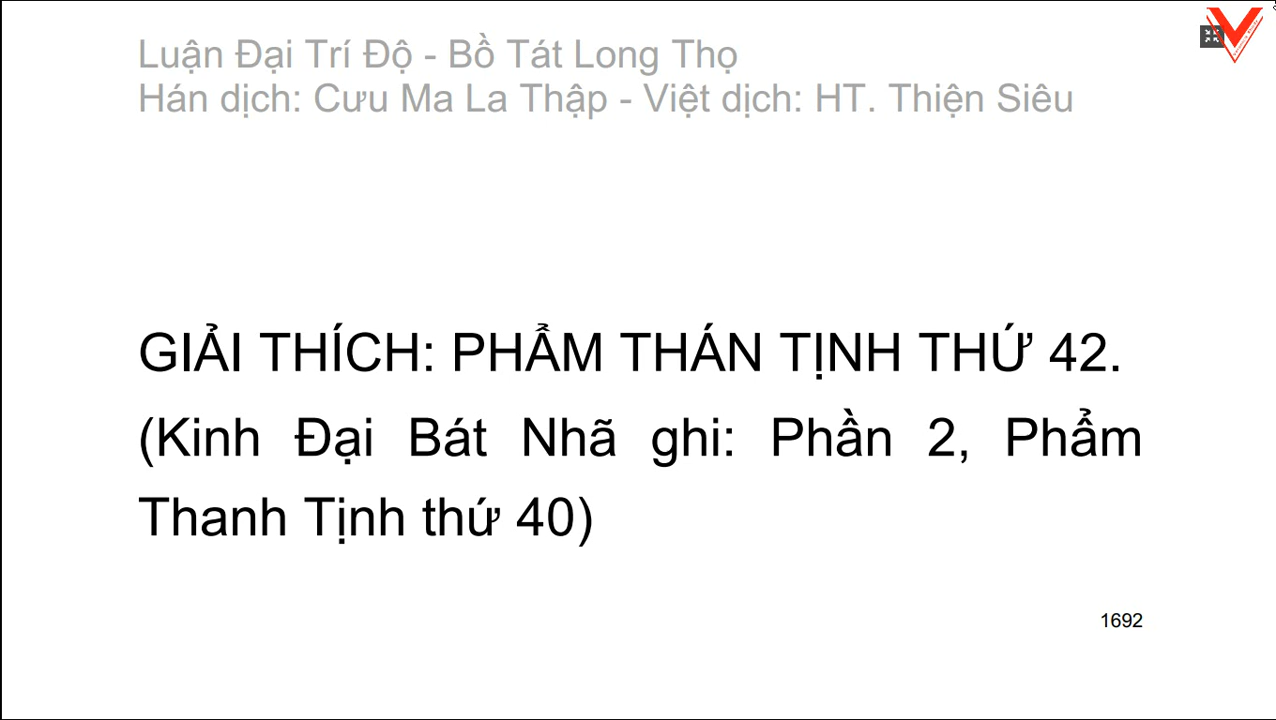 Luận Đại Trí Độ - Bồ Tát Long Thọ
Hán dịch: Cưu Ma La Thập - Việt dịch: HT. Thiện Siêu
GIẢI THÍCH: PHẨM THÁN TỊNH THỨ 42.
(Kinh Đại Bát Nhã ghi: Phần 2, Phẩm
Thanh Tịnh thứ 40)
1692